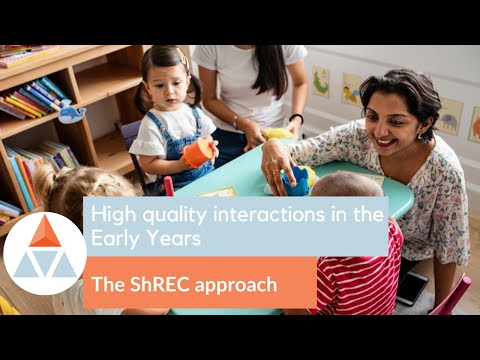 High quality interactions in the
Early Years
The ShREC approach